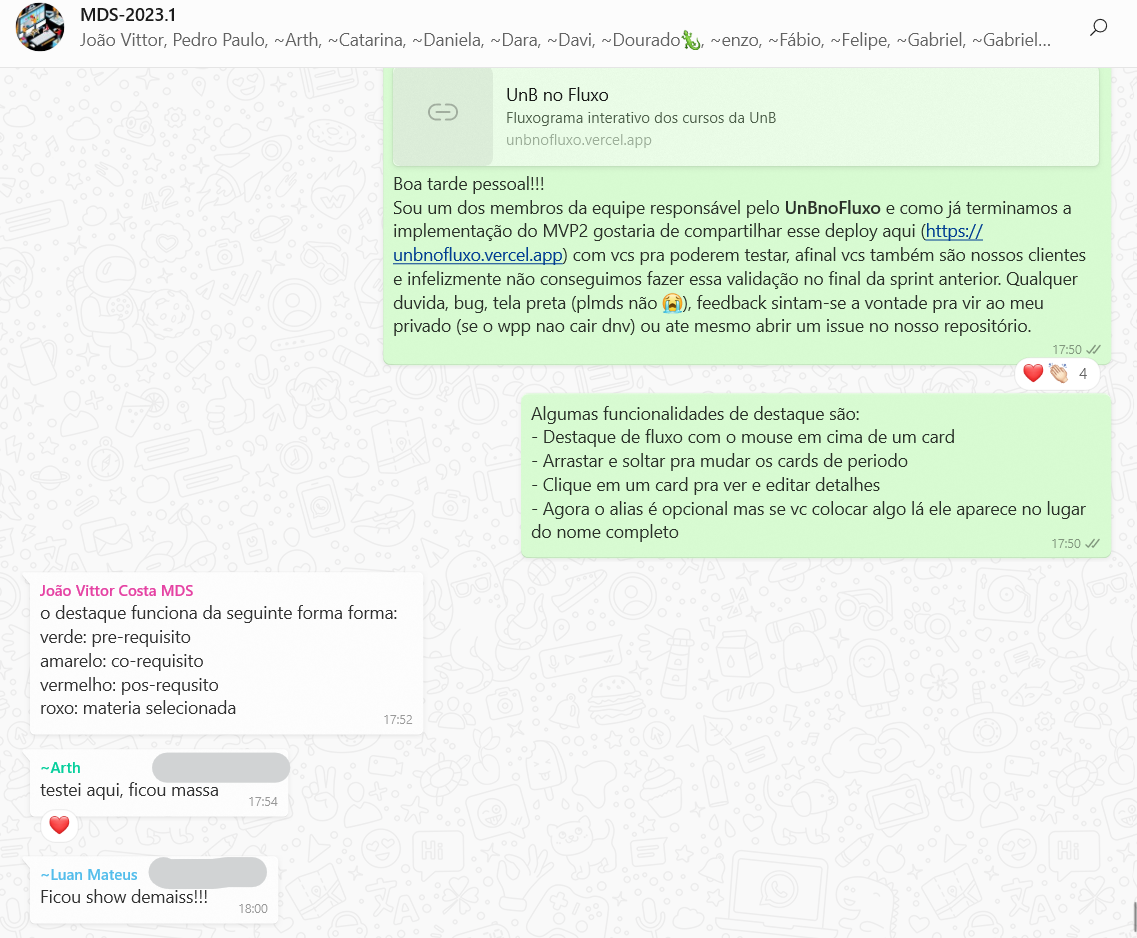 MDS-2023.1
João Vittor, Pedro Paulo, ~Arth, ~Catarina, ~Daniela, ~Dara, ~Davi, ~Dourado🦎, ~enzo, ~Fábio, ~Felipe, ~Gabriel, ~Gabriel...
UnB no Fluxo
Fluxograma interativo dos cursos da UnB
unbnofluxo.vercel.app
Boa tarde pessoal!!!
Sou um dos membros da equipe responsável pelo UnBnoFluxo e como já terminamos a
implementação do MVP2 gostaria de compartilhar esse deploy aqui (https://
unbnofluxo.vercel.app) com vcs pra poderem testar, afinal vcs também são nossos clientes
e infelizmente não conseguimos fazer essa validação no final da sprint anterior. Qualquer
duvida, bug, tela preta (plmds não 😭), feedback sintam-se a vontade pra vir ao meu
privado (se o wpp nao cair dnv) ou ate mesmo abrir um issue no nosso repositório.
17:50
❤️👏🏻 4
Algumas funcionalidades de destaque são:
- Destaque de fluxo com o mouse em cima de um card
- Arrastar e soltar pra mudar os cards de periodo
- Clique em um card pra ver e editar detalhes
- Agora o alias é opcional mas se vc colocar algo lá ele aparece no lugar
do nome completo
17:50
João Vittor Costa MDS
o destaque funciona da seguinte forma forma:
verde: pre-requisito
amarelo: co-requisito
vermelho: pos-requsito
roxo: materia selecionada
17:52
~Arth
testei aqui, ficou massa
17:54
❤️
~Luan Mateus
Ficou show demaiss!!!
18:00